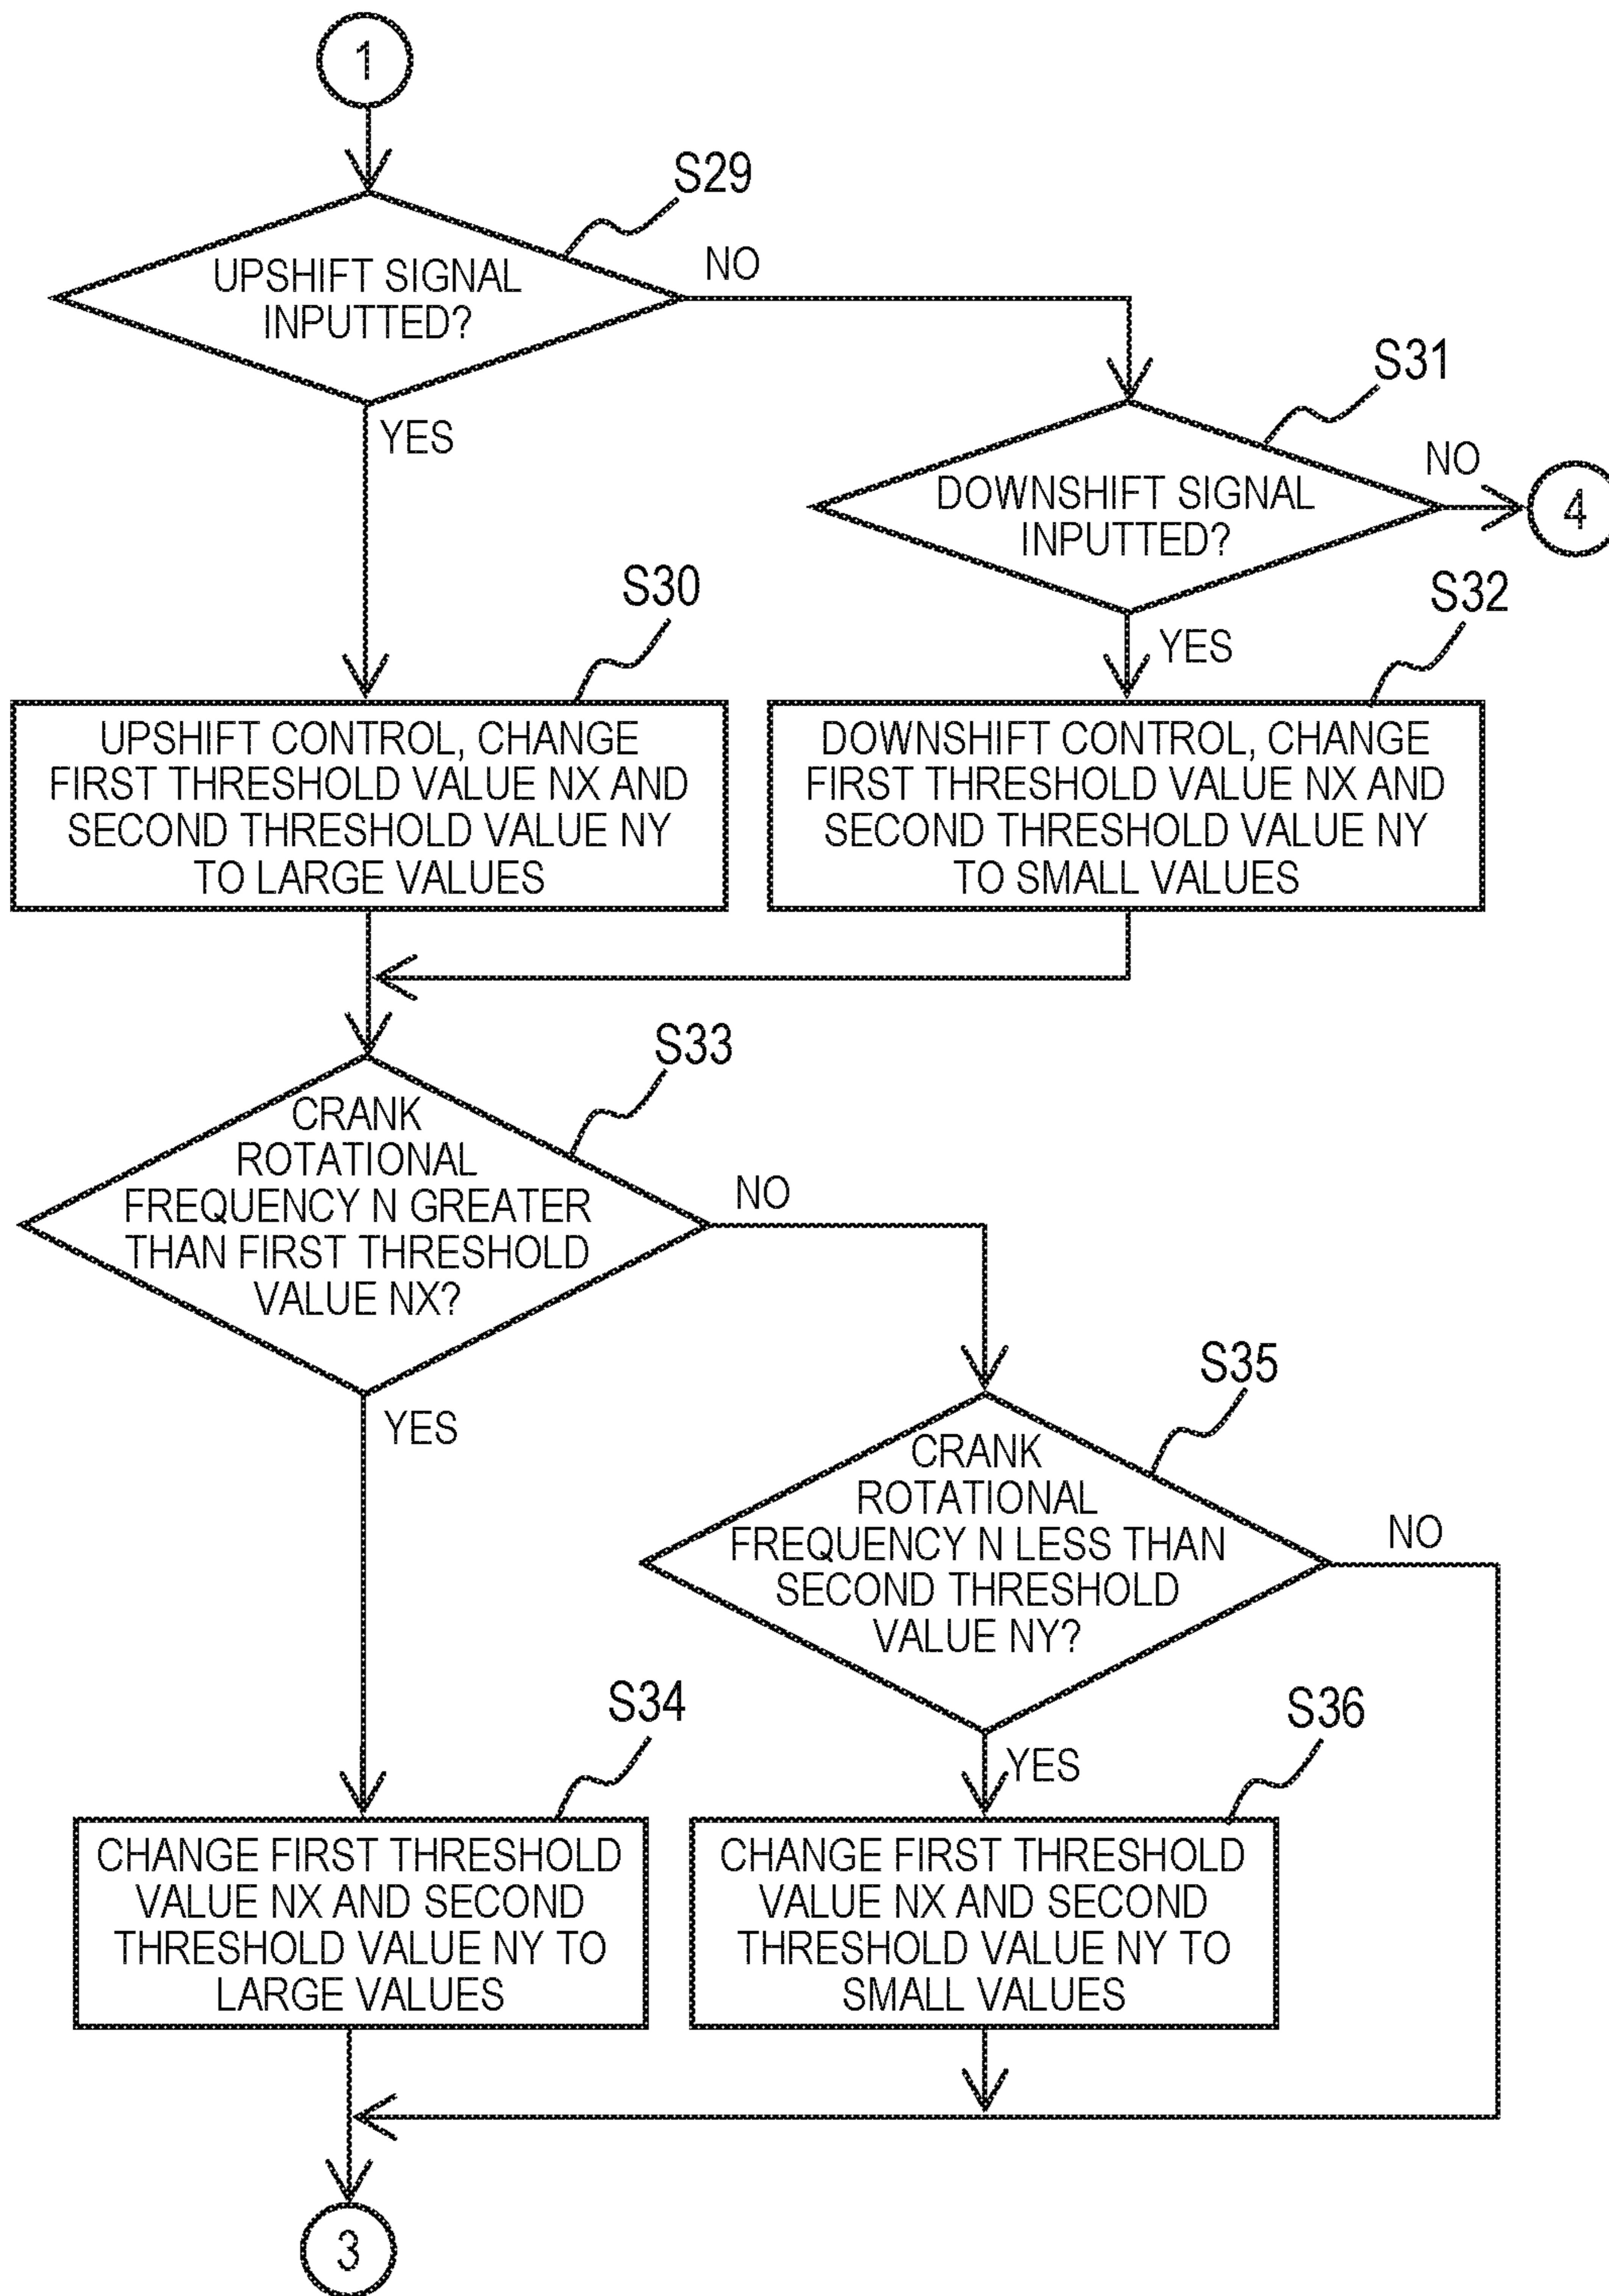 1
S29
UPSHIFT SIGNAL
INPUTTED?
NO
YES
S31
DOWNSHIFT SIGNAL
INPUTTED?
NO
4
YES
S30
UPSHIFT CONTROL, CHANGE
FIRST THRESHOLD VALUE NX AND
SECOND THRESHOLD VALUE NY
TO LARGE VALUES
S32
DOWNSHIFT CONTROL, CHANGE
FIRST THRESHOLD VALUE NX AND
SECOND THRESHOLD VALUE NY
TO SMALL VALUES
S33
CRANK
ROTATIONAL
FREQUENCY N GREATER
THAN FIRST THRESHOLD
VALUE NX?
NO
YES
S35
CRANK
ROTATIONAL
FREQUENCY N LESS THAN
SECOND THRESHOLD
VALUE NY?
NO
YES
S34
CHANGE FIRST THRESHOLD
VALUE NX AND SECOND
THRESHOLD VALUE NY TO
LARGE VALUES
S36
CHANGE FIRST THRESHOLD
VALUE NX AND SECOND
THRESHOLD VALUE NY TO
SMALL VALUES
3